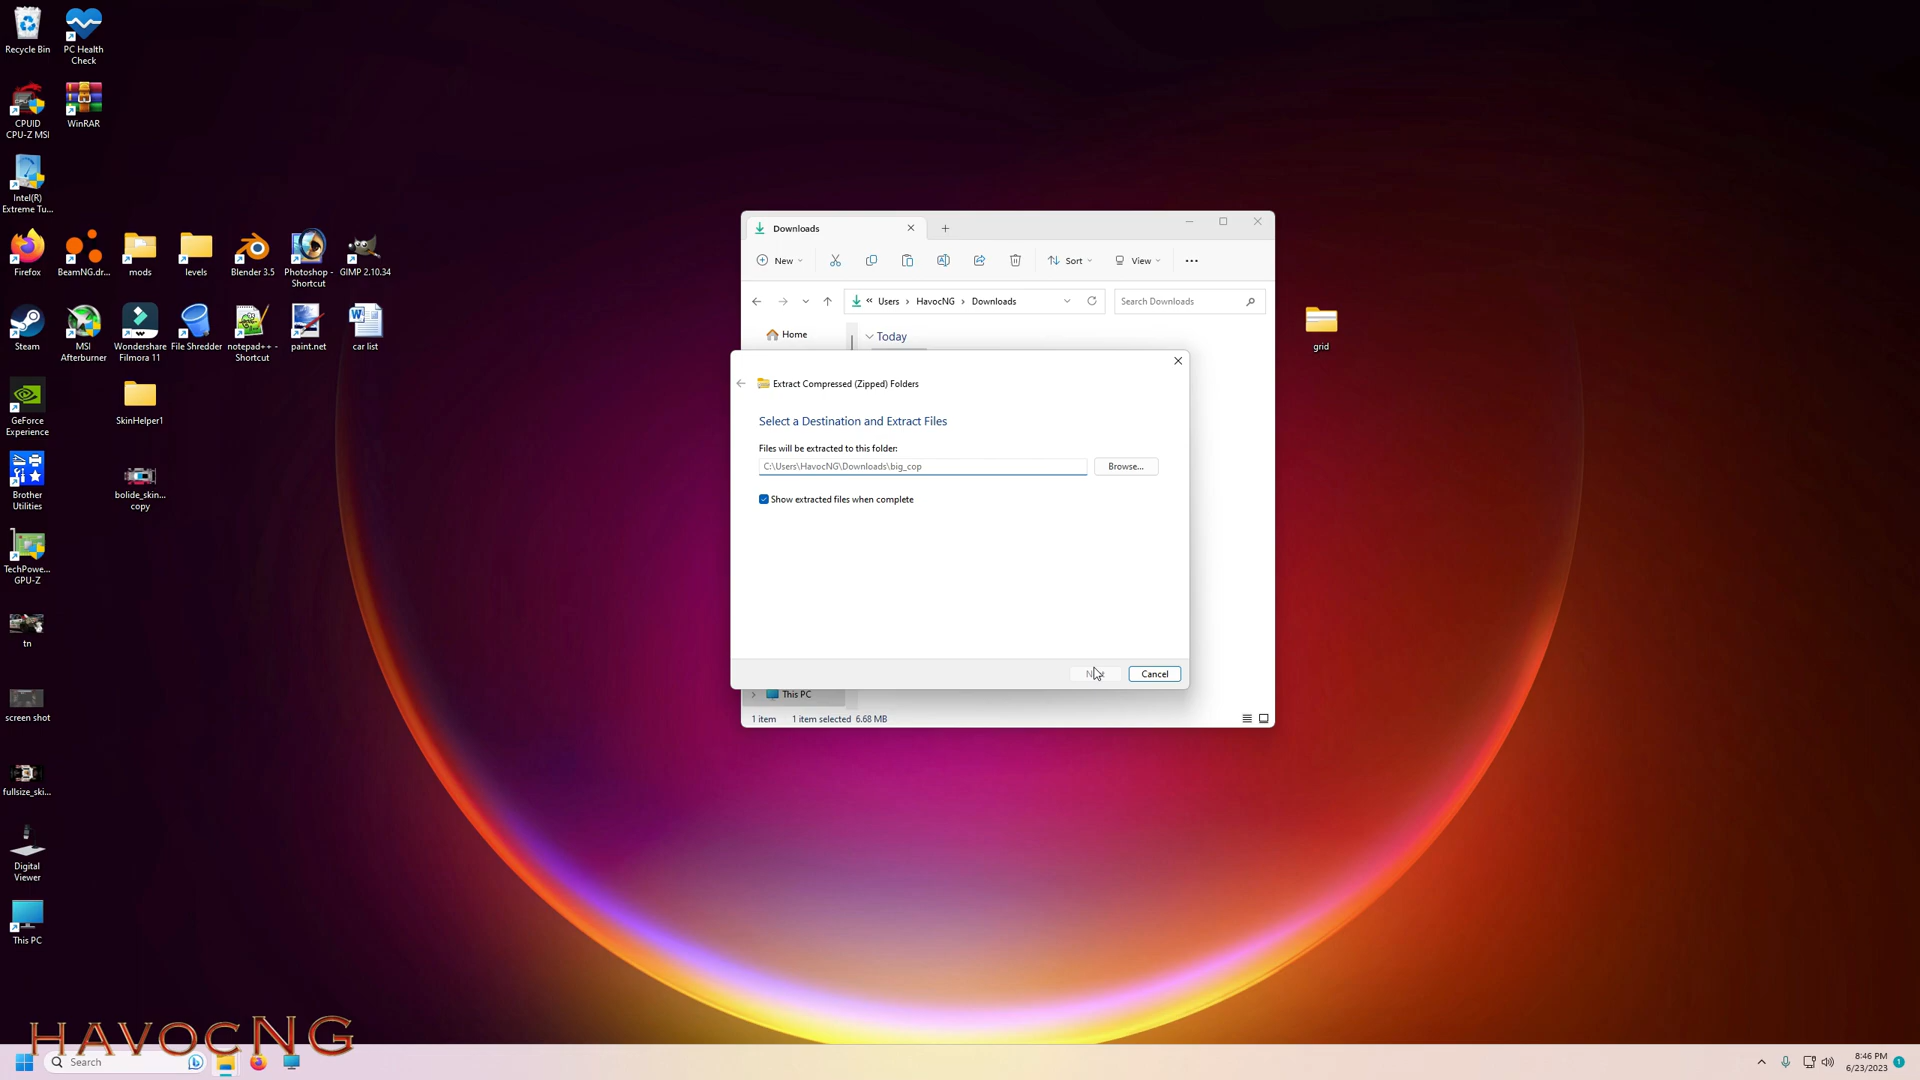 Recycle Bin
PC Health
Check
CPUID
CPU-Z MSI
WinRAR
Intel(R)
Extreme Tu...
Firefox
BeamNG.dr...
mods
levels
Blender 3.5
Photoshop -
Shortcut
GIMP 2.10.34
Steam
MSI
Afterburner
Wondershare
Filmora 11
File Shredder
notepad++ -
Shortcut
paint.net
car list
GeForce
Experience
SkinHelper1
Brother
Utilities
bolide_skin...
copy
TechPowe...
GPU-Z
tn
screen shot
fullsize_ski...
Digital
Viewer
This PC
grid
Downloads
New
Sort
View
Users > HavocNG > Downloads
Search Downloads
Home
Today
Extract Compressed (Zipped) Folders
Select a Destination and Extract Files
Files will be extracted to this folder:
C:\Users\HavocNG\Downloads\big_cop
Browse...
Show extracted files when complete
Cancel
This PC
1 item 1 item selected 6.68 MB
HAVOCNG
Search
8:46 PM
6/23/2023
1